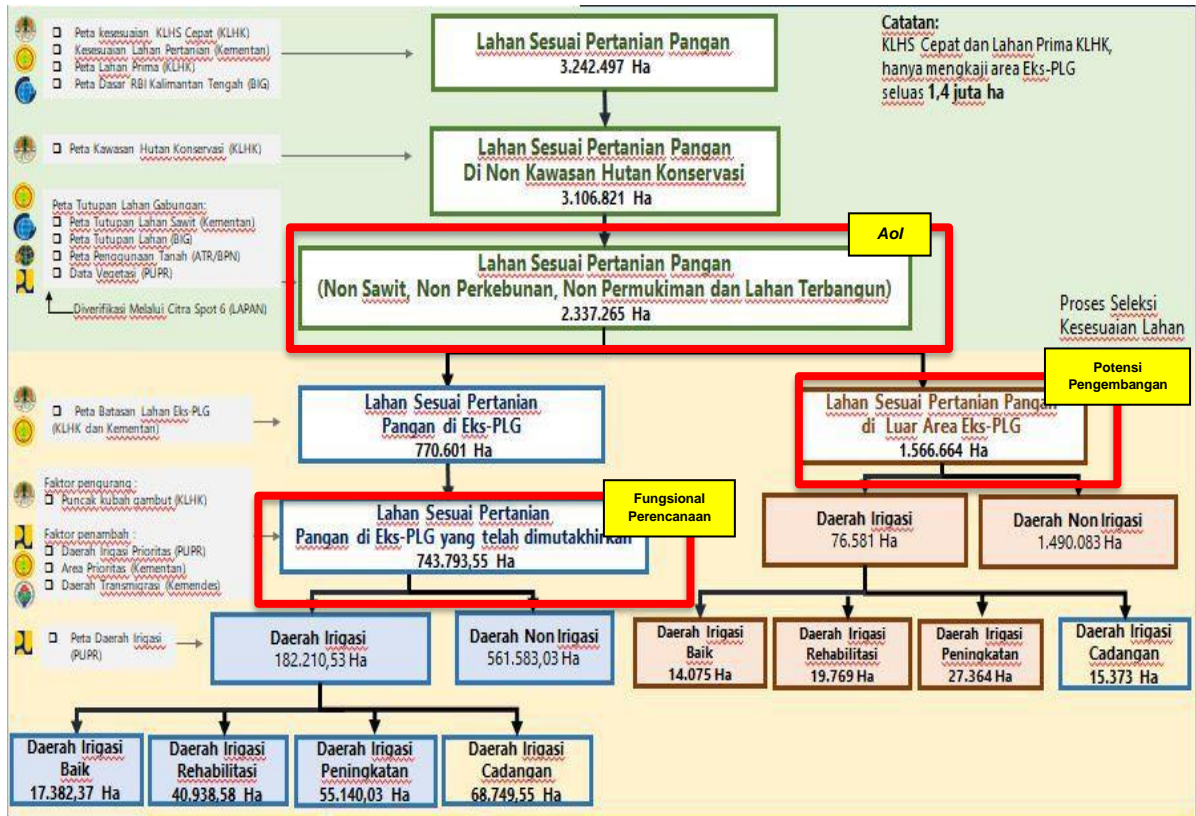 Peta kesesuaian KLHS Cepat (KLHK)
Kesesuaian Lahan Pertanian (Kementan)
Peta Lahan Prima (KLHK)
Peta Dasar RBI Kalimantan Tengah (BIG)
Lahan Sesuai Pertanian Pangan
3.242.497 Ha
Catatan:
KLHS Cepat dan Lahan Prima KLHK,
hanya mengkaji area Eks-PLG
seluas 1,4 juta ha
Peta Kawasan Hutan Konservasi (KLHK)
Lahan Sesuai Pertanian Pangan
Di Non Kawasan Hutan Konservasi
3.106.821 Ha
Peta Tutupan Lahan Gabungan:
Peta Tutupan Lahan Sawit (Kementan)
Peta Tutupan Lahan (BIG)
Peta Penggunaan Tanah (ATR/BPN)
Data Vegetasi (PUPR)
Diverifikasi Melalui Citra Spot 6 (LAPAN)
AoI
Lahan Sesuai Pertanian Pangan
(Non Sawit, Non Perkebunan, Non Permukiman dan Lahan Terbangun)
2.337.265 Ha
Proses Seleksi
Kesesuaian Lahan
Peta Batasan Lahan Eks-PLG
(KLHK dan Kementan)
Lahan Sesuai Pertanian
Pangan di Eks-PLG
770.601 Ha
Potensi
Pengembangan
Lahan Sesuai Pertanian Pangan
di Luar Area Eks-PLG
1.566.664 Ha
Faktor pengurang :
Puncak kubah gambut (KLHK)
Faktor penambah :
Daerah Irigasi Prioritas (PUPR)
Area Prioritas (Kementan)
Daerah Transmigrasi (Kemendes)
Fungsional
Perencanaan
Lahan Sesuai Pertanian
Pangan di Eks-PLG yang telah dimutakhirkan
743.793,55 Ha
Daerah Irigasi
76.581 Ha
Daerah Non Irigasi
1.490.083 Ha
Peta Daerah Irigasi
(PUPR)
Daerah Irigasi
182.210,53 Ha
Daerah Non Irigasi
561.583,03 Ha
Daerah Irigasi
Baik
14.075 Ha
Daerah Irigasi
Rehabilitasi
19.769 Ha
Daerah Irigasi
Peningkatan
27.364 Ha
Daerah Irigasi
Cadangan
15.373 Ha
Daerah Irigasi
Baik
17.382,37 Ha
Daerah Irigasi
Rehabilitasi
40.938,58 Ha
Daerah Irigasi
Peningkatan
55.140,03 Ha
Daerah Irigasi
Cadangan
68.749,55 Ha